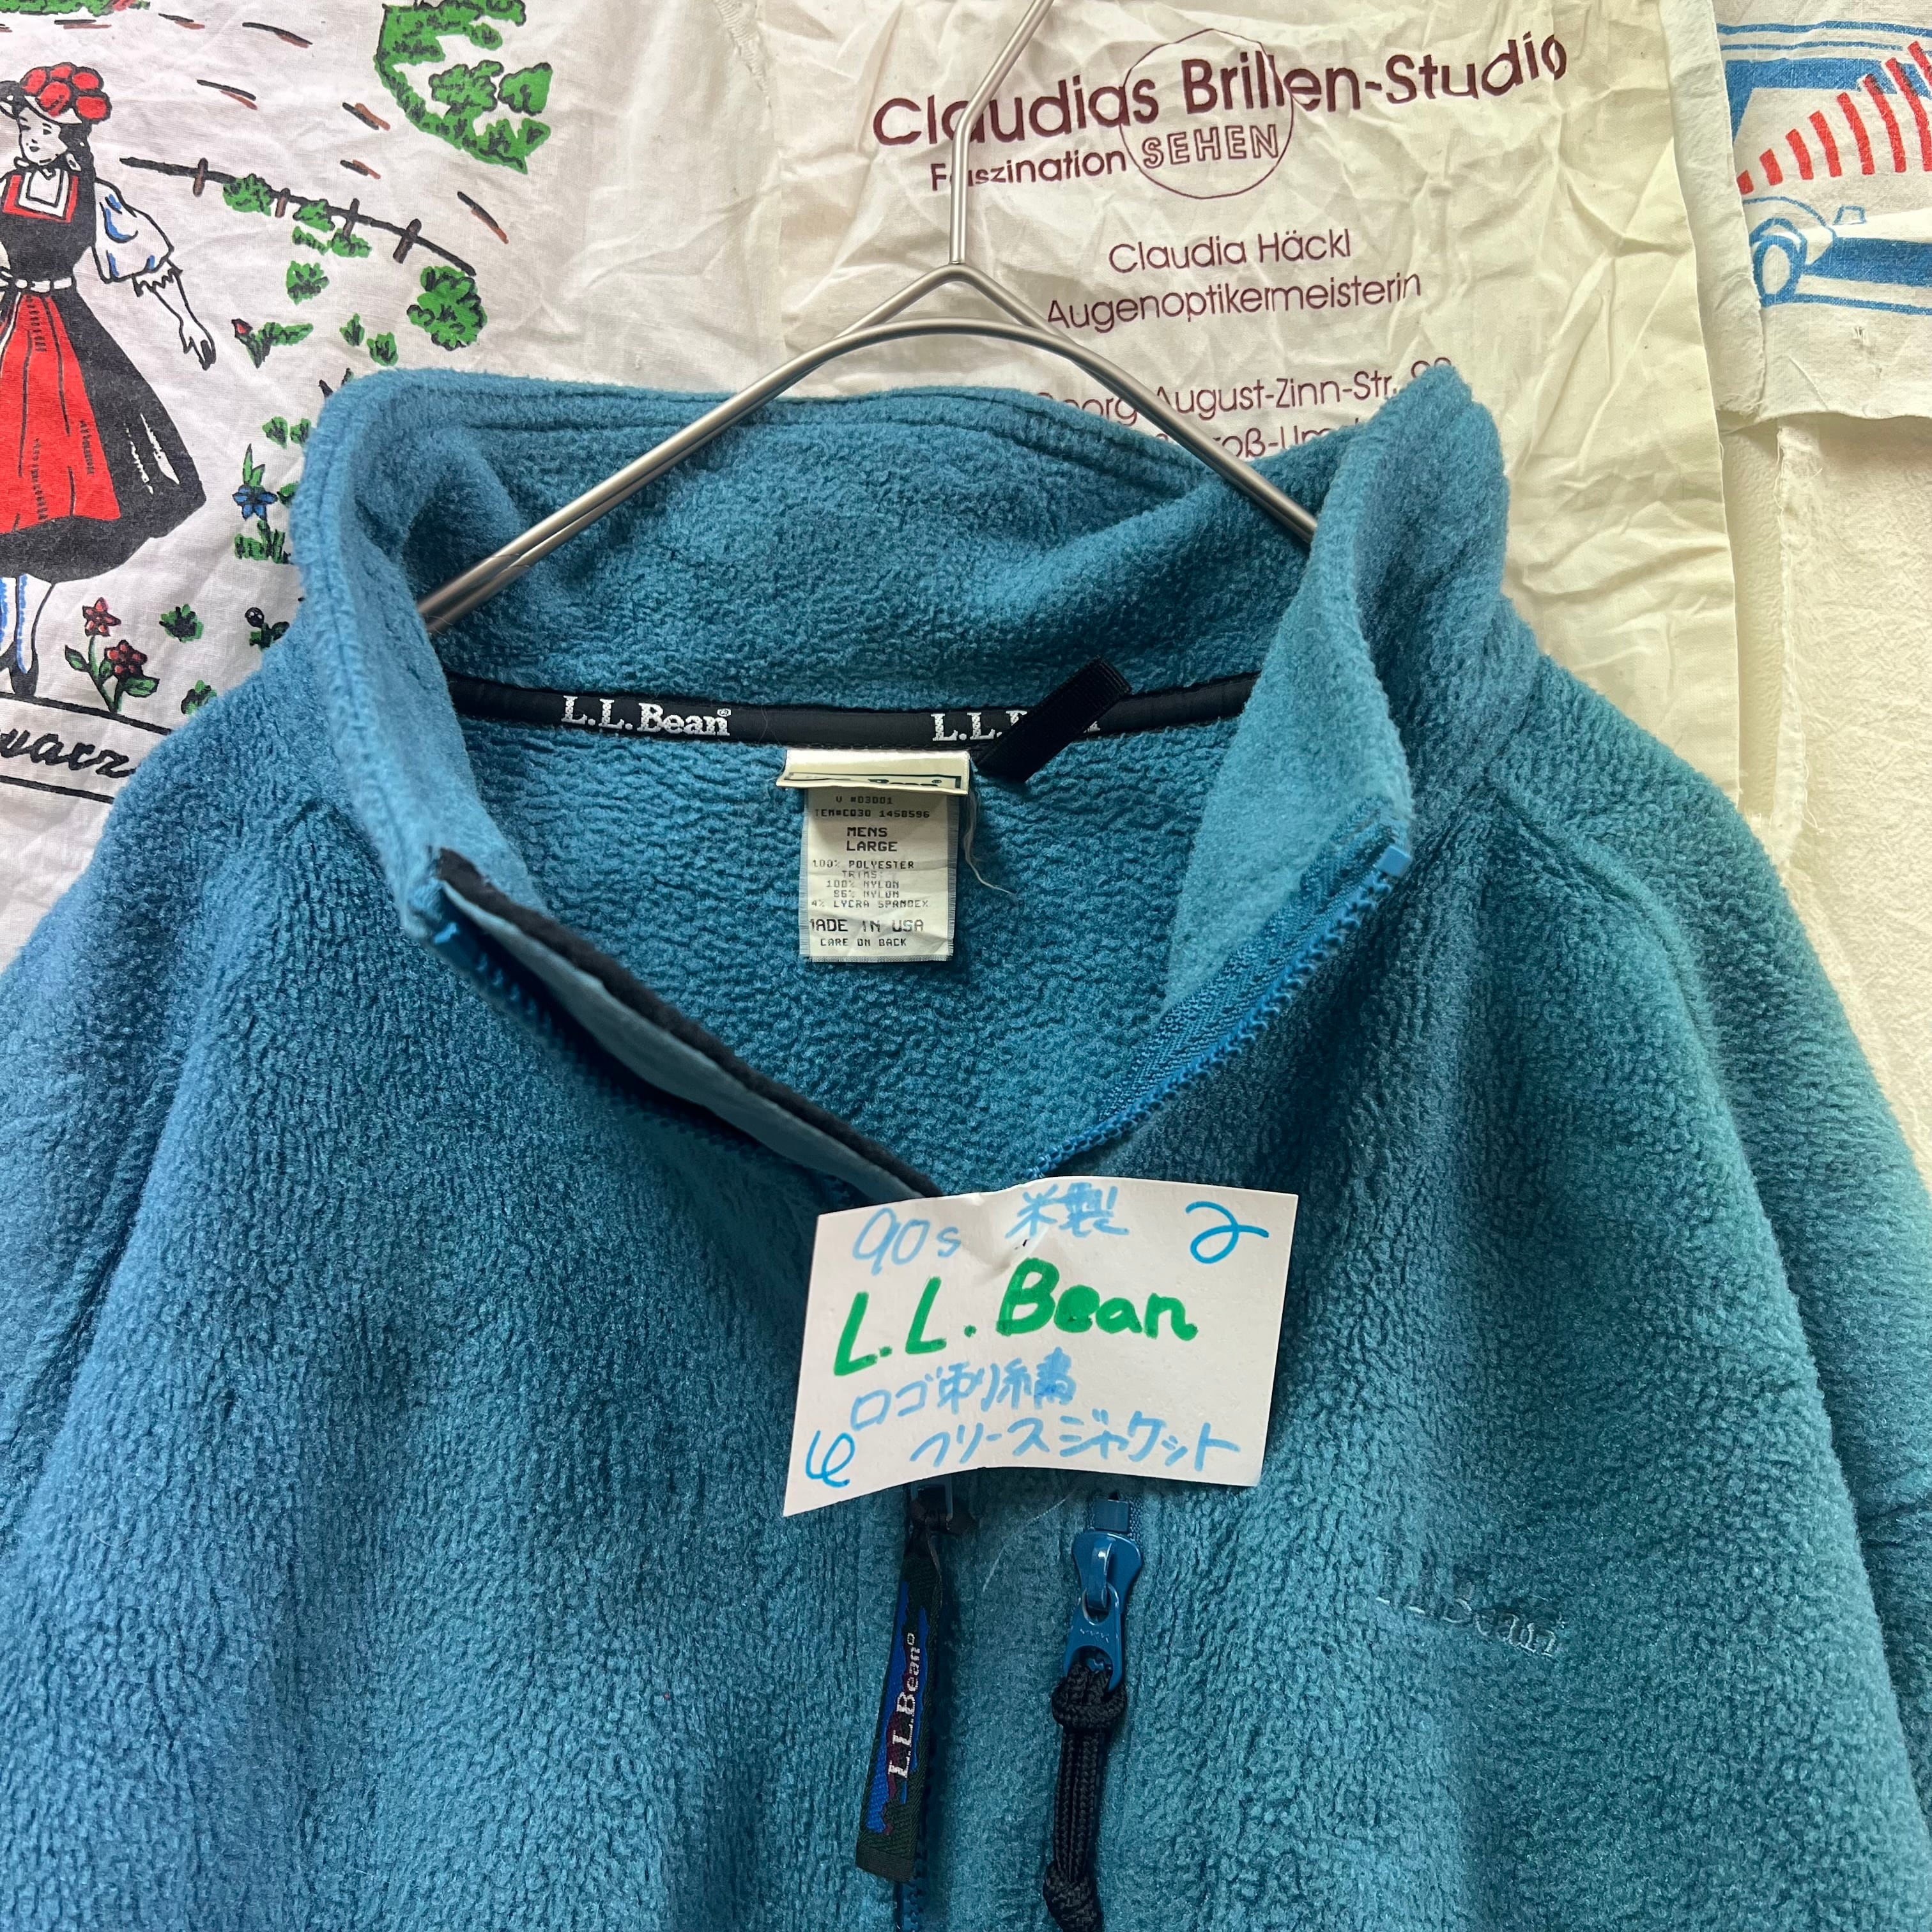 Claudias Brillen-Studio
Faszination SEHEN
Claudia Häckl
Augenoptikermeisterin
August-Zinn-Str.
L.L.Bean®
MENS
LARGE
100% POLYESTER
TRIMS:
100% NYLON
96% NYLON
4% LYCRA SPANDEX
MADE IN USA
CARE ON BACK
90s 米製
L.L.Bean
ロゴ刺繍
フリースジャケット
L.L.Bean®
L.L.Bean